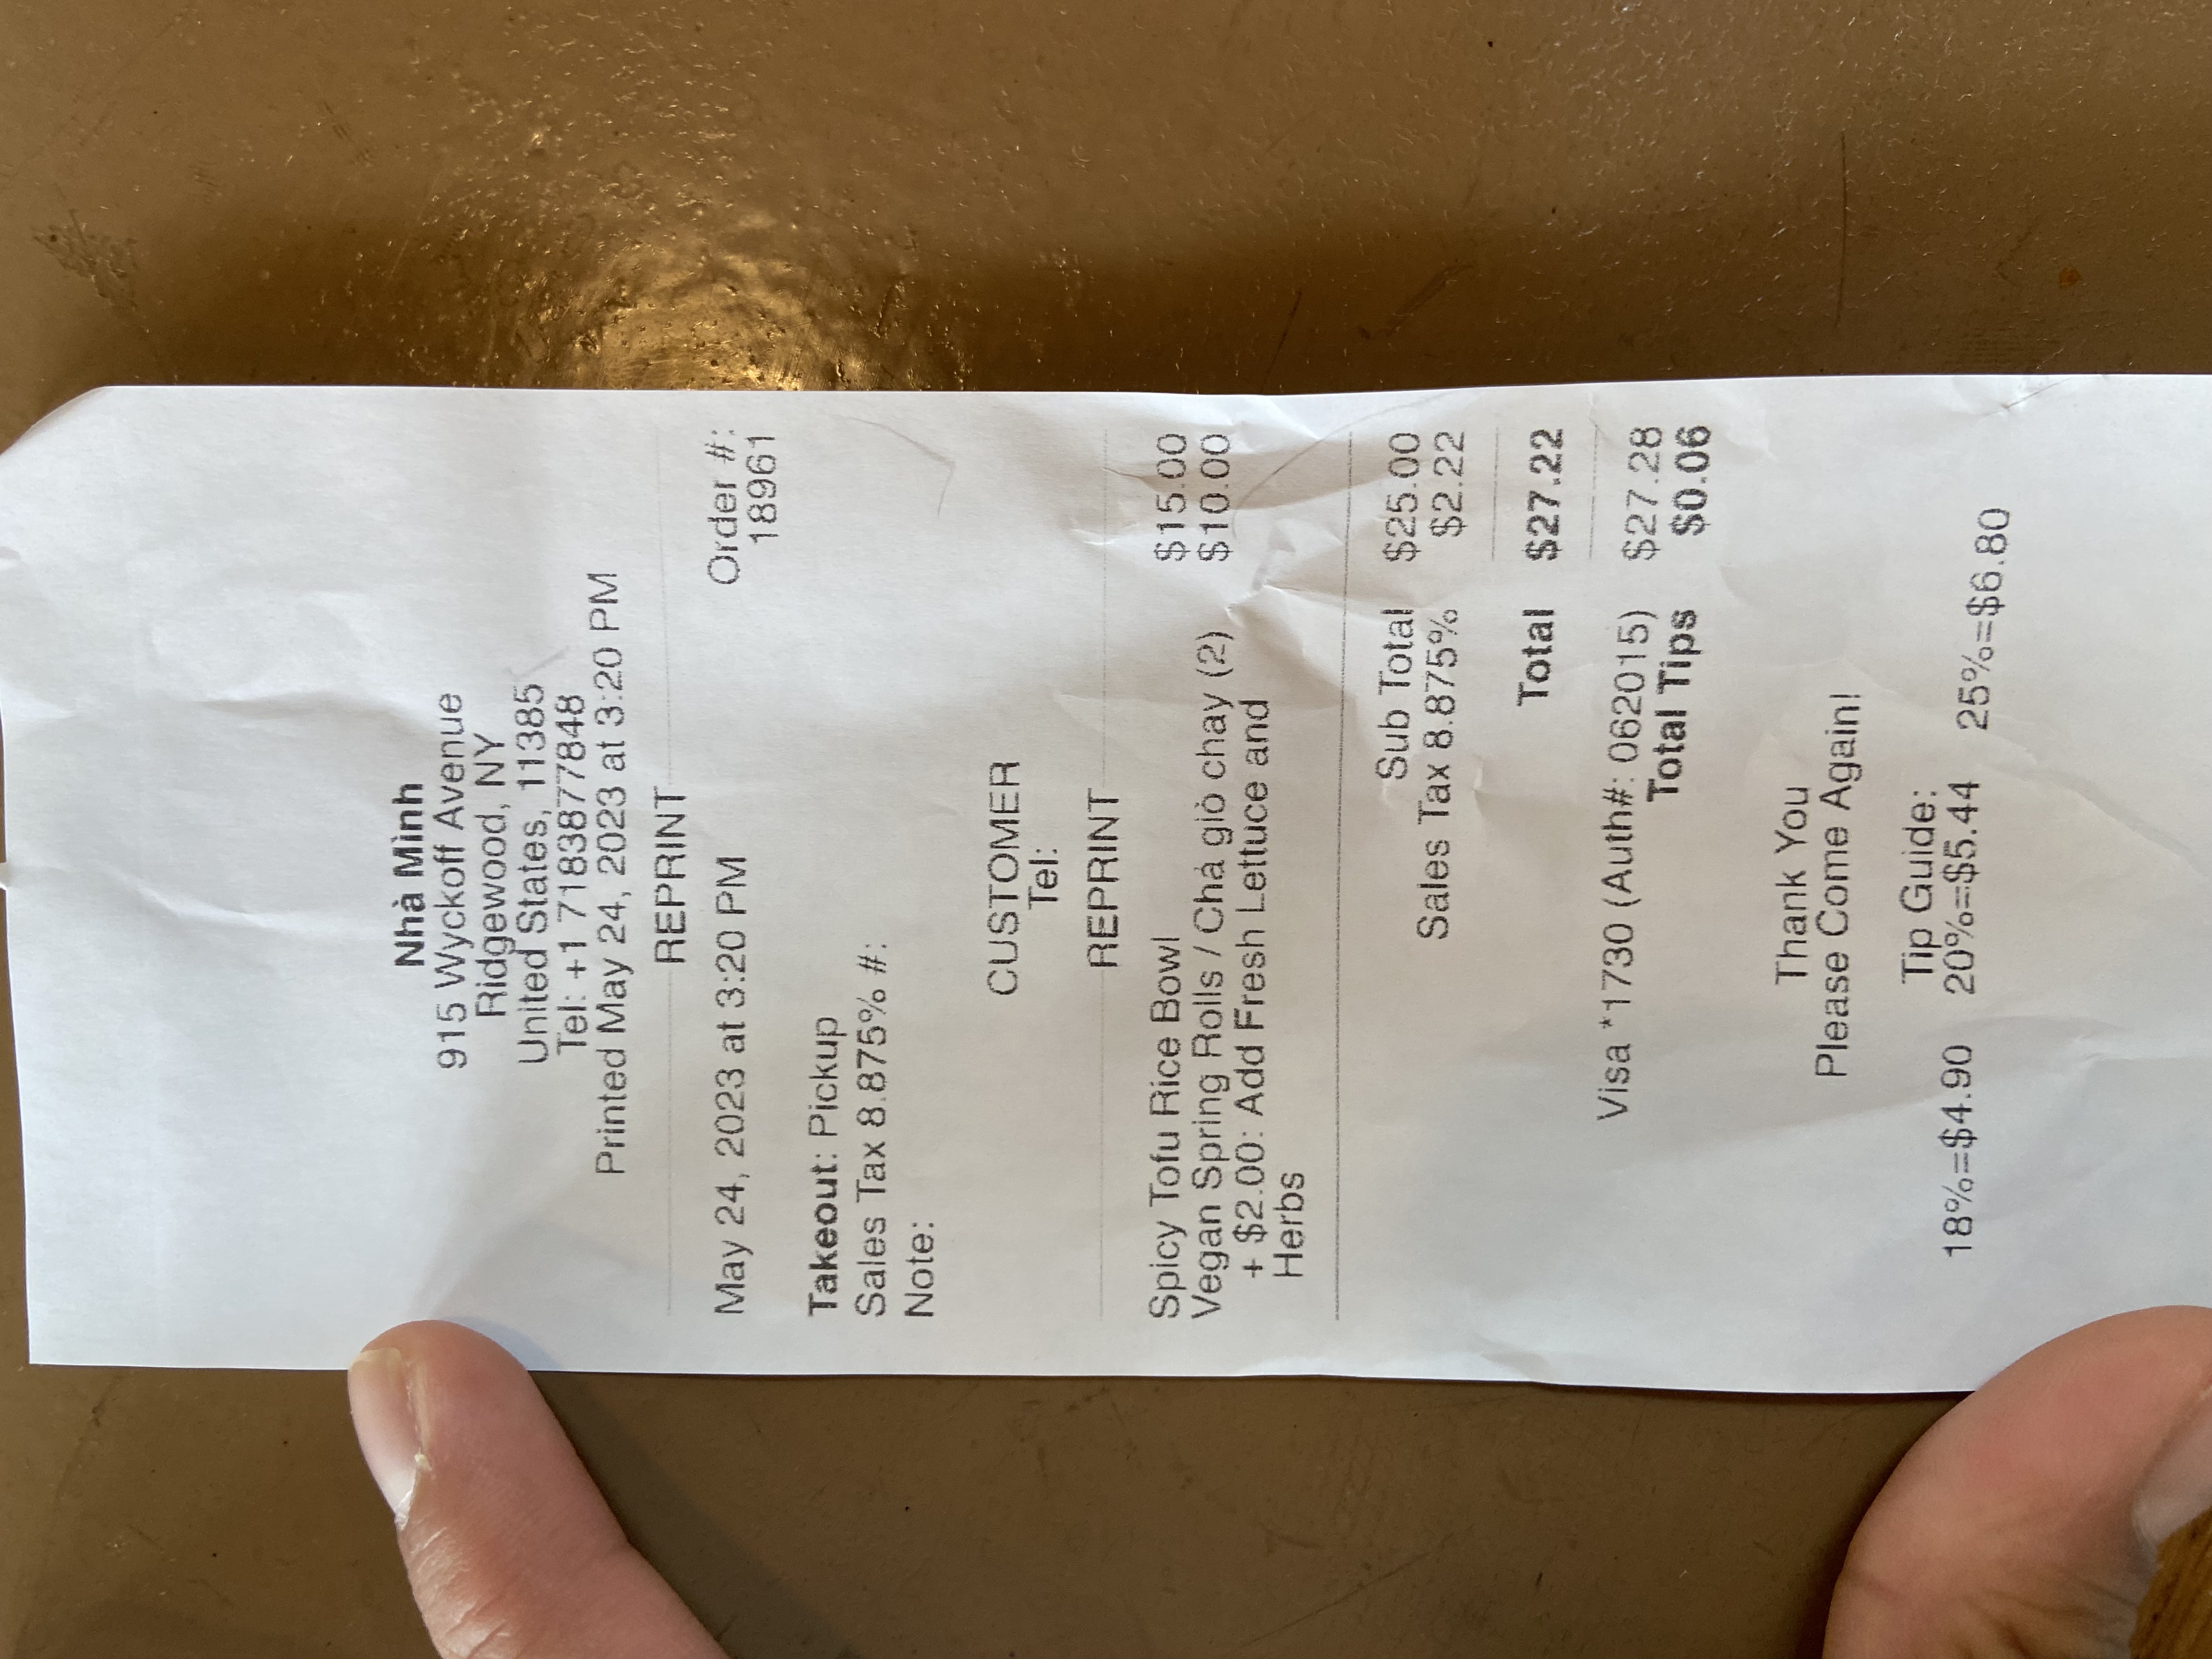 Nhà Mình
915 Wyckoff Avenue
Ridgewood, NY
United States, 11385
Tel: +1 7183877848
Printed May 24, 2023 at 3:20 PM
REPRINT
May 24, 2023 at 3:20 PM Order #:
18961
Takeout: Pickup
Sales Tax 8.875% #:
Note:
CUSTOMER
Tel:
REPRINT
Spicy Tofu Rice Bowl $15.00
Vegan Spring Rolls / Chả giò chay (2) $10.00
+ $2.00: Add Fresh Lettuce and
Herbs
Sub Total $25.00
Sales Tax 8.875% $2.22
Total $27.22
Visa *1730 (Auth#: 062015) $27.28
Total Tips $0.06
Thank You
Please Come Again!
Tip Guide:
18%=$4.90 20%=$5.44 25%=$6.80